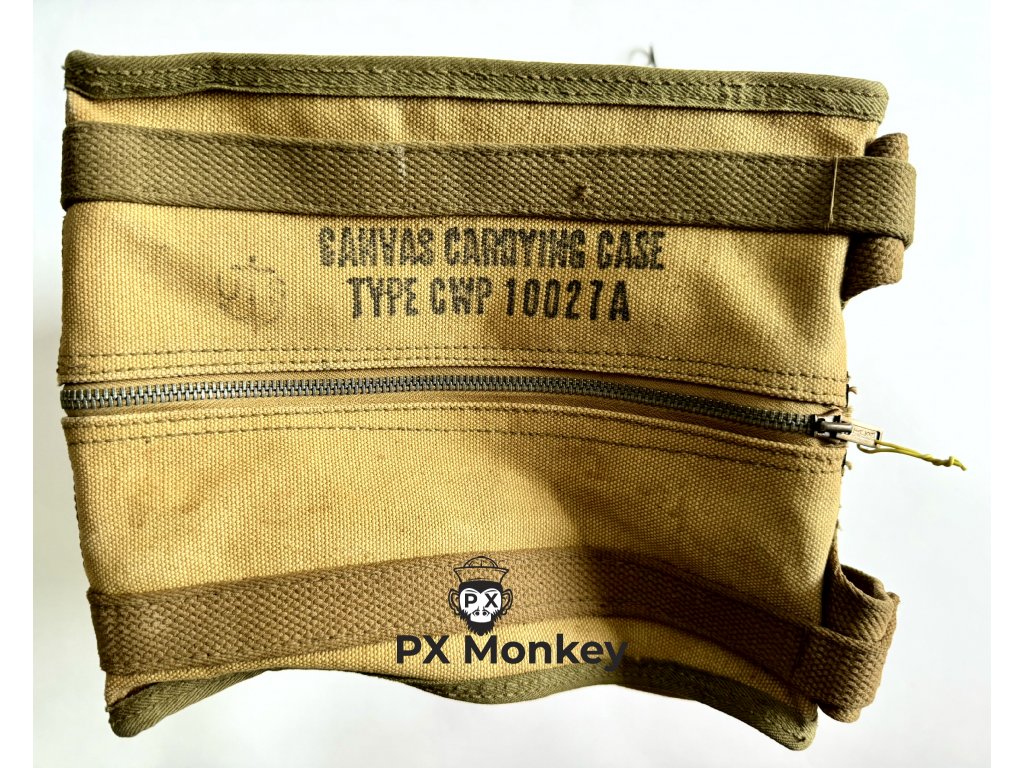 CANVAS CARRYING CASE
TYPE CWP 10027A
PX
PX Monkey